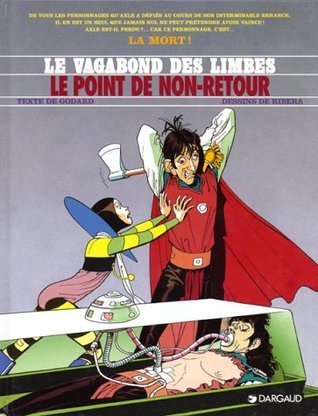 DE TOUS LES PERSONNAGES QU'AXLE A DÉFIÉS AU COURS DE SON INTERMINABLE ERRANCE,
IL EN EST UN SEUL QUE JAMAIS NUL NE PEUT PRÉTENDRE AVOIR VAINCU!
AXLE EST-IL PERDU?... CAR CE PERSONNAGE, C'EST...
LA MORT!
LE VAGABOND DES LIMBES
LE POINT DE NON-RETOUR
TEXTE DE GODARD
DESSINS DE RIBERA
DARGAUD